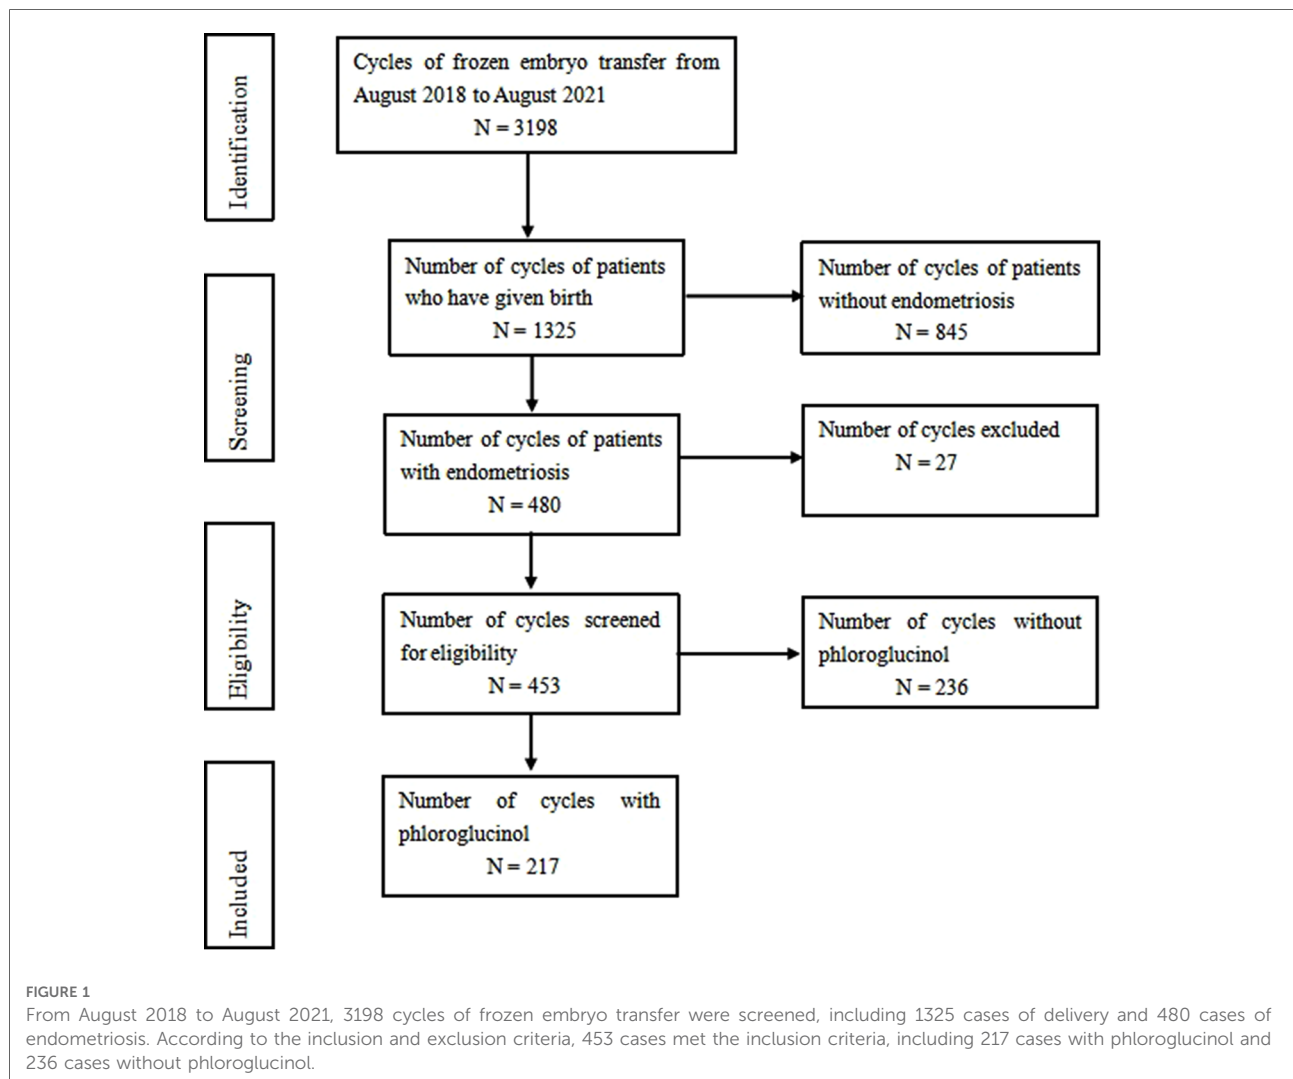 Identification
Cycles of frozen embryo transfer from
August 2018 to August 2021
N = 3198
Screening
Number of cycles of patients
who have given birth
N = 1325
Number of cycles of patients
without endometriosis
N = 845
Number of cycles of patients
with endometriosis
N = 480
Number of cycles excluded
N = 27
Eligibility
Number of cycles screened
for eligibility
N = 453
Number of cycles without
phloroglucinol
N = 236
Included
Number of cycles with
phloroglucinol
N = 217
FIGURE 1
From August 2018 to August 2021, 3198 cycles of frozen embryo transfer were screened, including 1325 cases of delivery and 480 cases of
endometriosis. According to the inclusion and exclusion criteria, 453 cases met the inclusion criteria, including 217 cases with phloroglucinol and
236 cases without phloroglucinol.